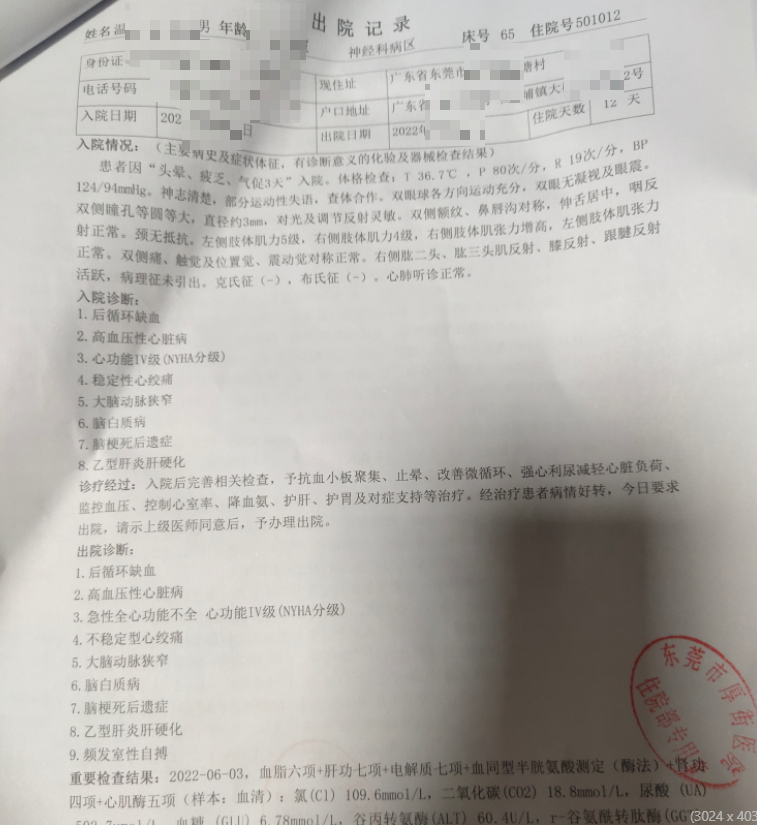 出院记录
姓名 温 男 年龄 神经科病区 床号 65 住院号501012
身份证
电话号码 现住址 广东省东莞市 塘村
户口地址 广东省 镇大 2号
入院日期 202 日 出院日期 2022年 住院天数 12 天
入院情况:(主要病史及症状体征,有诊断意义的化验及器械检查结果)
患者因“头晕、疲乏、气促3天”入院。体格检查:T 36.7℃,P 80次/分,R 19次/分,BP
124/94mmHg。神志清楚,部分运动性失语,查体合作。双眼球各方向运动充分,双眼无凝视及眼震。
双侧瞳孔等圆等大,直径约3mm,对光及调节反射灵敏。双侧额纹、鼻唇沟对称,伸舌居中,咽反
射正常。颈无抵抗,左侧肢体肌力5级,右侧肢体肌力4级,右侧肢体肌张力增高,左侧肢体肌张力
正常。双侧痛、触觉及位置觉、震动觉对称正常。右侧肱二头、肱三头肌反射、膝反射、跟腱反射
活跃,病理征未引出。克氏征(-),布氏征(-)。心肺听诊正常。
入院诊断:
1.后循环缺血
2.高血压性心脏病
3.心功能IV级(NYHA分级)
4.稳定性心绞痛
5.大脑动脉狭窄
6.脑白质病
7.脑梗死后遗症
8.乙型肝炎肝硬化
诊疗经过:入院后完善相关检查,予抗血小板聚集、止晕、改善微循环、强心利尿减轻心脏负荷、
监控血压、控制心室率、降血氨、护肝、护胃及对症支持等治疗。经治疗患者病情好转,今日要求
出院,请示上级医师同意后,予办理出院。
出院诊断:
1.后循环缺血
2.高血压性心脏病
3.急性全心功能不全 心功能IV级(NYHA分级)
4.不稳定型心绞痛
5.大脑动脉狭窄
6.脑白质病
7.脑梗死后遗症
8.乙型肝炎肝硬化
9.频发室性自搏
东莞市厚街医院
住院部专用
重要检查结果:2022-06-03,血脂六项+肝功七项+电解质七项+血同型半胱氨酸测定(酶法)+肾功
四项+心肌酶五项(样本:血清):氯(Cl) 109.6mmol/L,二氧化碳(CO2) 18.8mmol/L,尿酸 (UA)
血糖 (GLU) 6.78mmol/L,谷丙转氨酶(ALT) 60.4U/L,r-谷氨酰转肽酶(GGT)
(3024 x 403